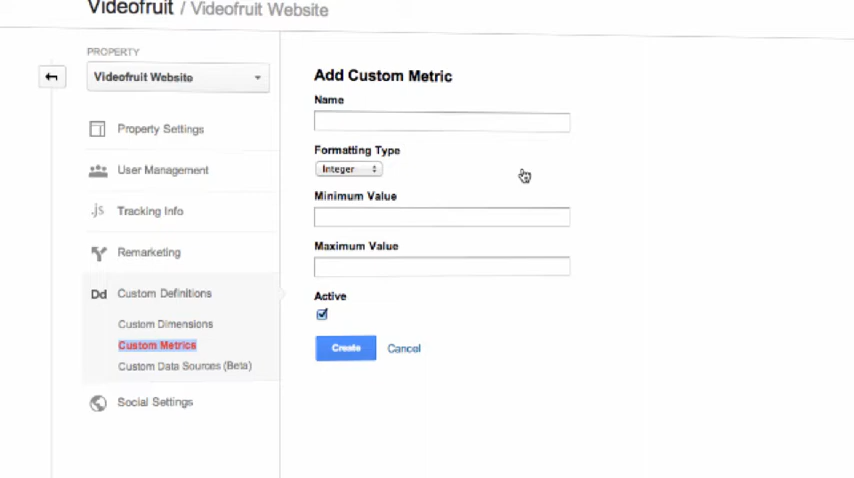 Videofruit / Videofruit Website
PROPERTY
Videofruit Website
Property Settings
User Management
.js Tracking Info
Remarketing
Dd Custom Definitions
Custom Dimensions
Custom Metrics
Custom Data Sources (Beta)
Social Settings
Add Custom Metric
Name
Formatting Type
Integer
Minimum Value
Maximum Value
Active
Create Cancel